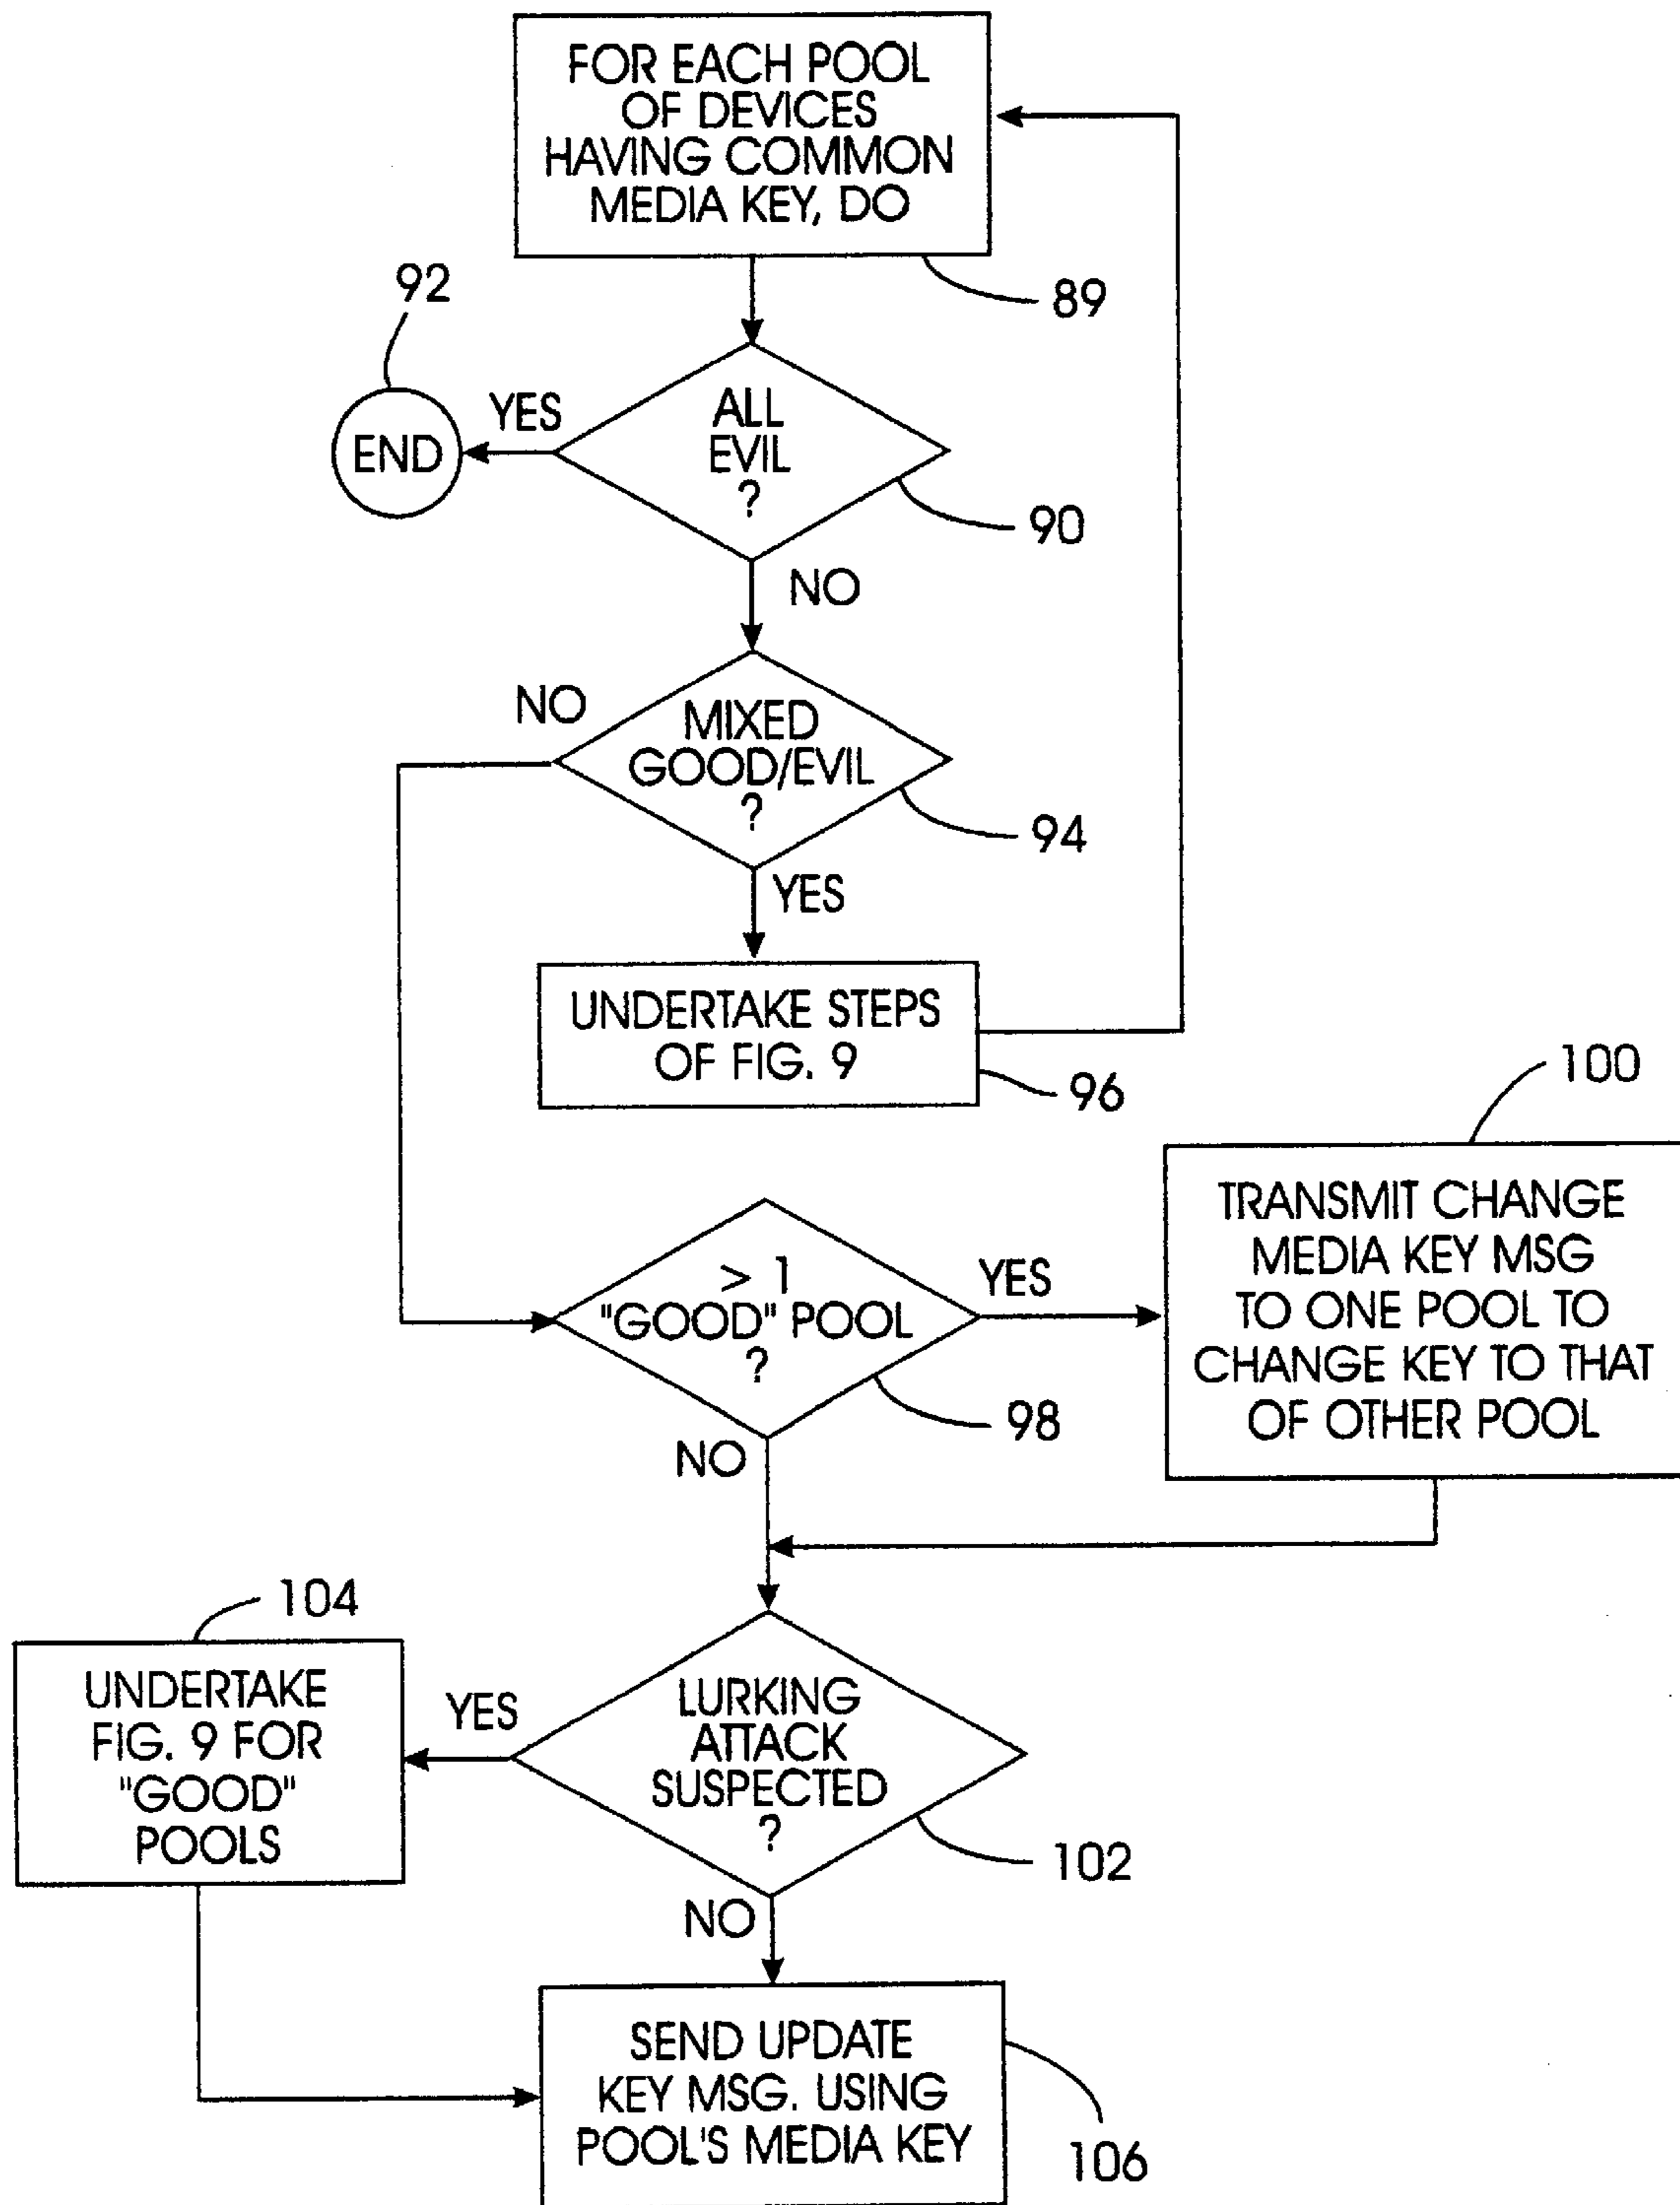 FOR EACH POOL
OF DEVICES
HAVING COMMON
MEDIA KEY, DO
89
92
END
YES
ALL
EVIL
?
90
NO
NO
MIXED
GOOD/EVIL
?
94
YES
UNDERTAKE STEPS
OF FIG. 9
96
100
TRANSMIT CHANGE
MEDIA KEY MSG
TO ONE POOL TO
CHANGE KEY TO THAT
OF OTHER POOL
> 1
"GOOD" POOL
?
YES
98
NO
104
UNDERTAKE
FIG. 9 FOR
"GOOD"
POOLS
YES
LURKING
ATTACK
SUSPECTED
?
102
NO
SEND UPDATE
KEY MSG. USING
POOL'S MEDIA KEY
106